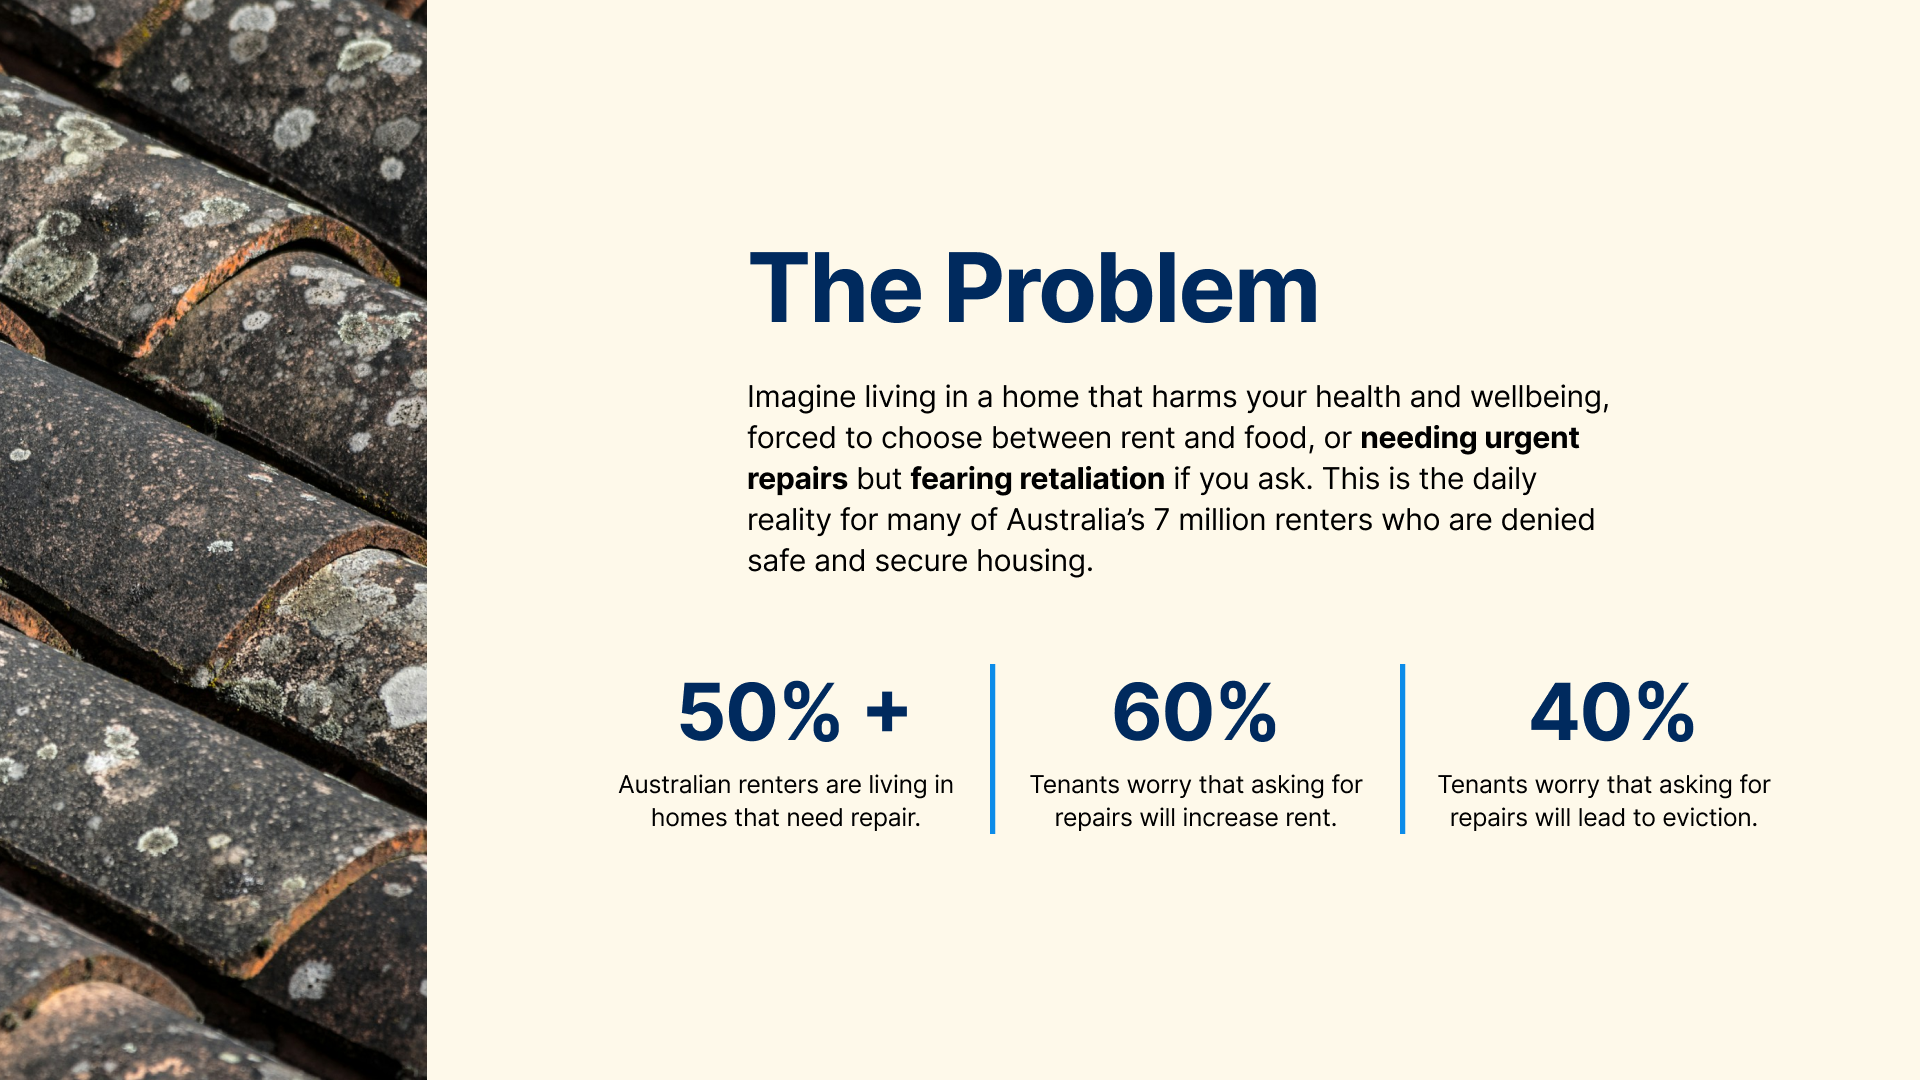 The Problem
Imagine living in a home that harms your health and wellbeing,
forced to choose between rent and food, or needing urgent
repairs but fearing retaliation if you ask. This is the daily
reality for many of Australia’s 7 million renters who are denied
safe and secure housing.
50% +
Australian renters are living in
homes that need repair.
60%
Tenants worry that asking for
repairs will increase rent.
40%
Tenants worry that asking for
repairs will lead to eviction.